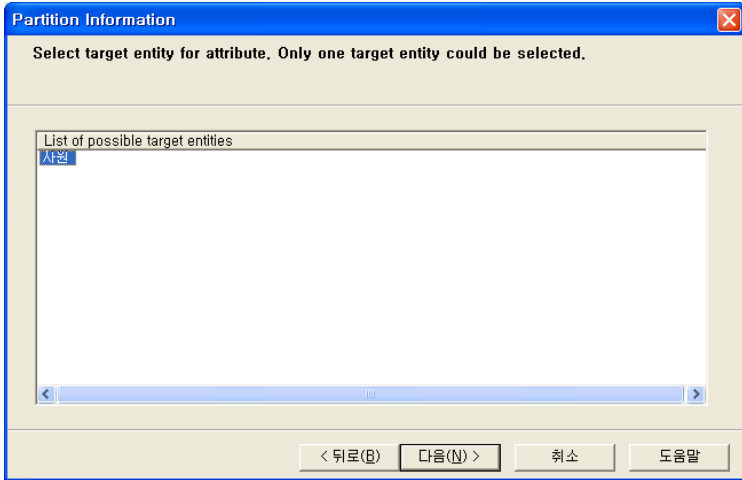 Partition Information
Select target entity for attribute. Only one target entity could be selected.
List of possible target entities
사원
< 뒤로(B) 다음(N) > 취소 도움말